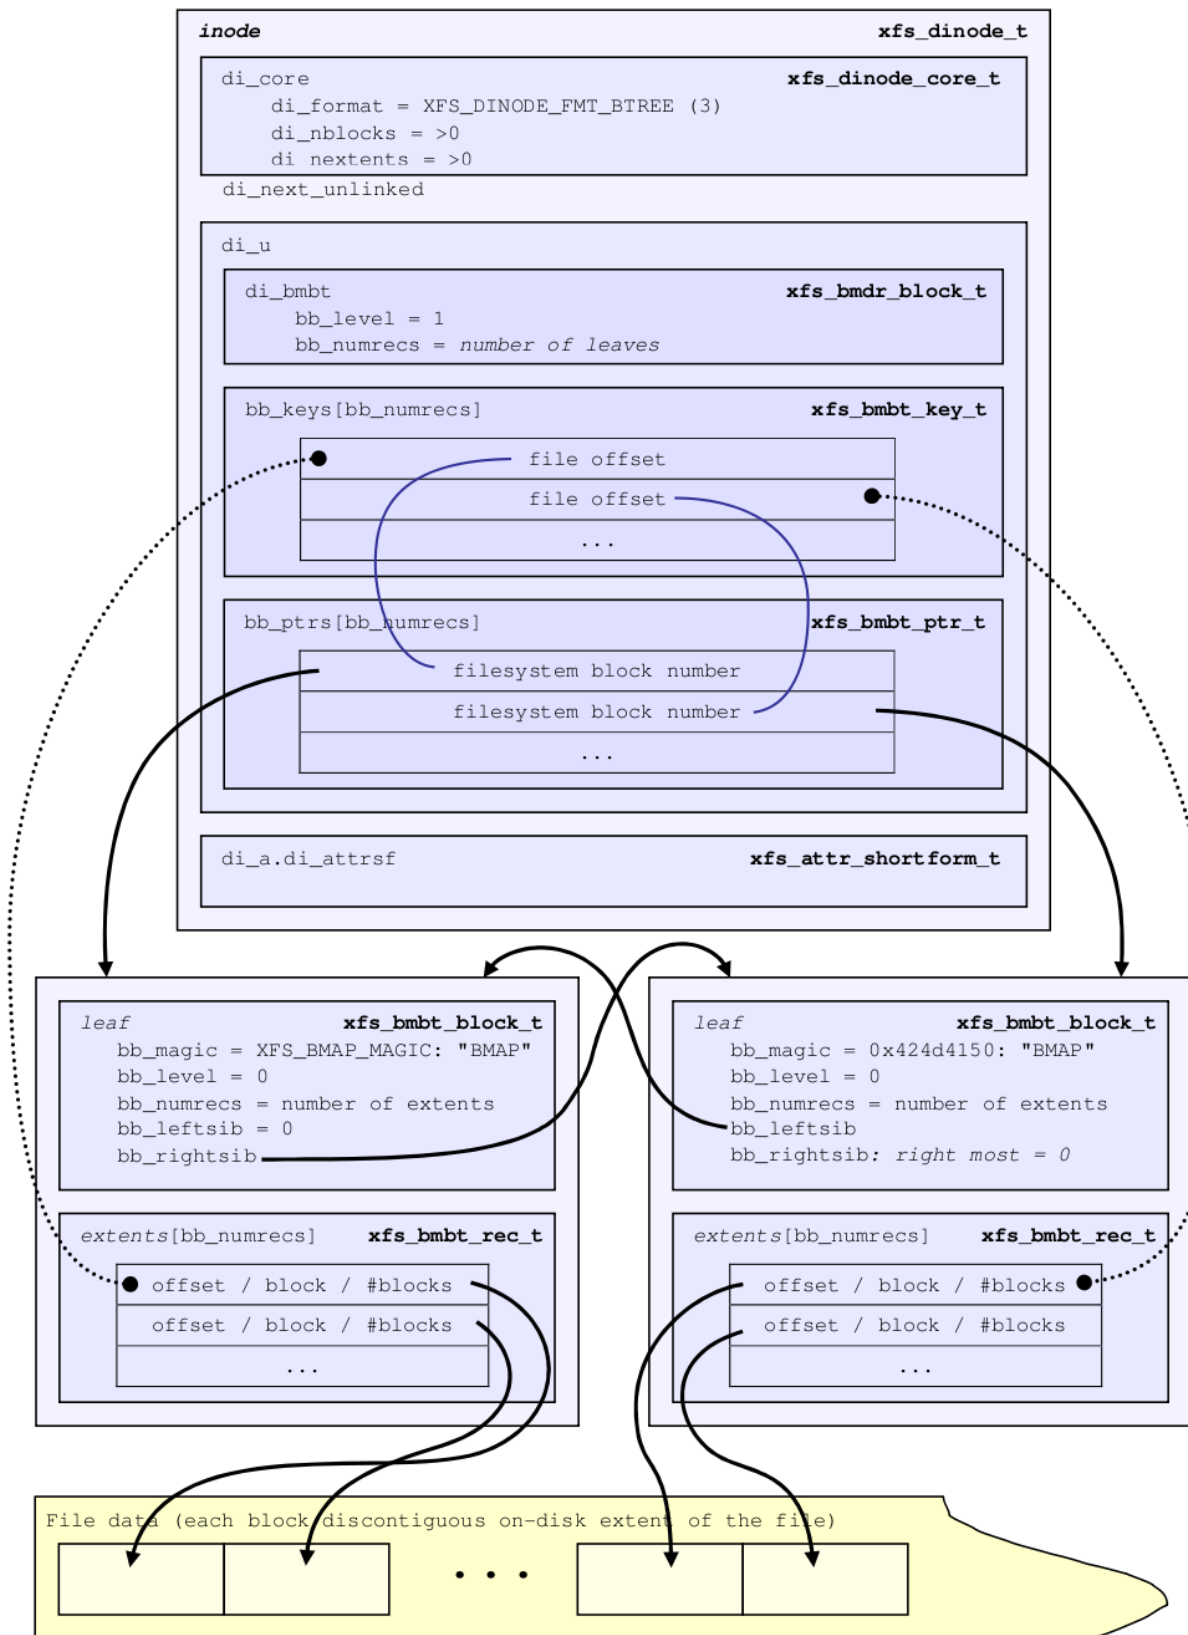 inode xfs_dinode_t
di_core xfs_dinode_core_t
di_format = XFS_DINODE_FMT_BTREE (3)
di_nblocks = >0
di_nextents = >0
di_next_unlinked
di_u
di_bmbt xfs_bmdr_block_t
bb_level = 1
bb_numrecs = number of leaves
bb_keys[bb_numrecs] xfs_bmbt_key_t
file offset
file offset
...
bb_ptrs[bb_numrecs] xfs_bmbt_ptr_t
filesystem block number
filesystem block number
...
di_a.di_attrsf xfs_attr_shortform_t
leaf xfs_bmbt_block_t
bb_magic = XFS_BMAP_MAGIC: "BMAP"
bb_level = 0
bb_numrecs = number of extents
bb_leftsib = 0
bb_rightsib
extents[bb_numrecs] xfs_bmbt_rec_t
offset / block / #blocks
offset / block / #blocks
...
leaf xfs_bmbt_block_t
bb_magic = 0x424d4150: "BMAP"
bb_level = 0
bb_numrecs = number of extents
bb_leftsib
bb_rightsib: right most = 0
extents[bb_numrecs] xfs_bmbt_rec_t
offset / block / #blocks
offset / block / #blocks
...
File data (each block discontiguous on-disk extent of the file)
. . .